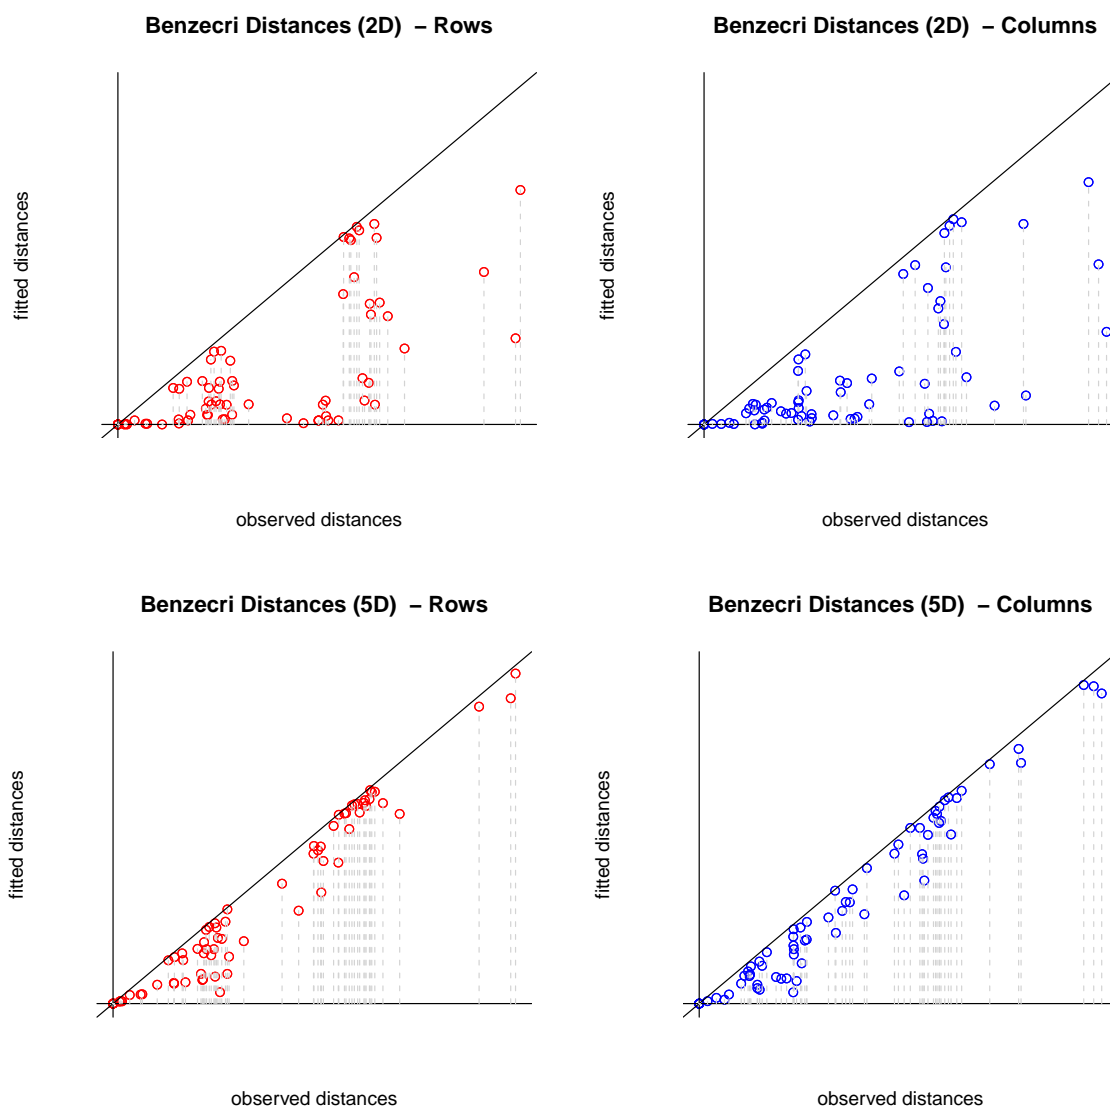 Benzecri Distances (2D) – Rows
fitted distances
observed distances
Benzecri Distances (2D) – Columns
fitted distances
observed distances
Benzecri Distances (5D) – Rows
fitted distances
observed distances
Benzecri Distances (5D) – Columns
fitted distances
observed distances